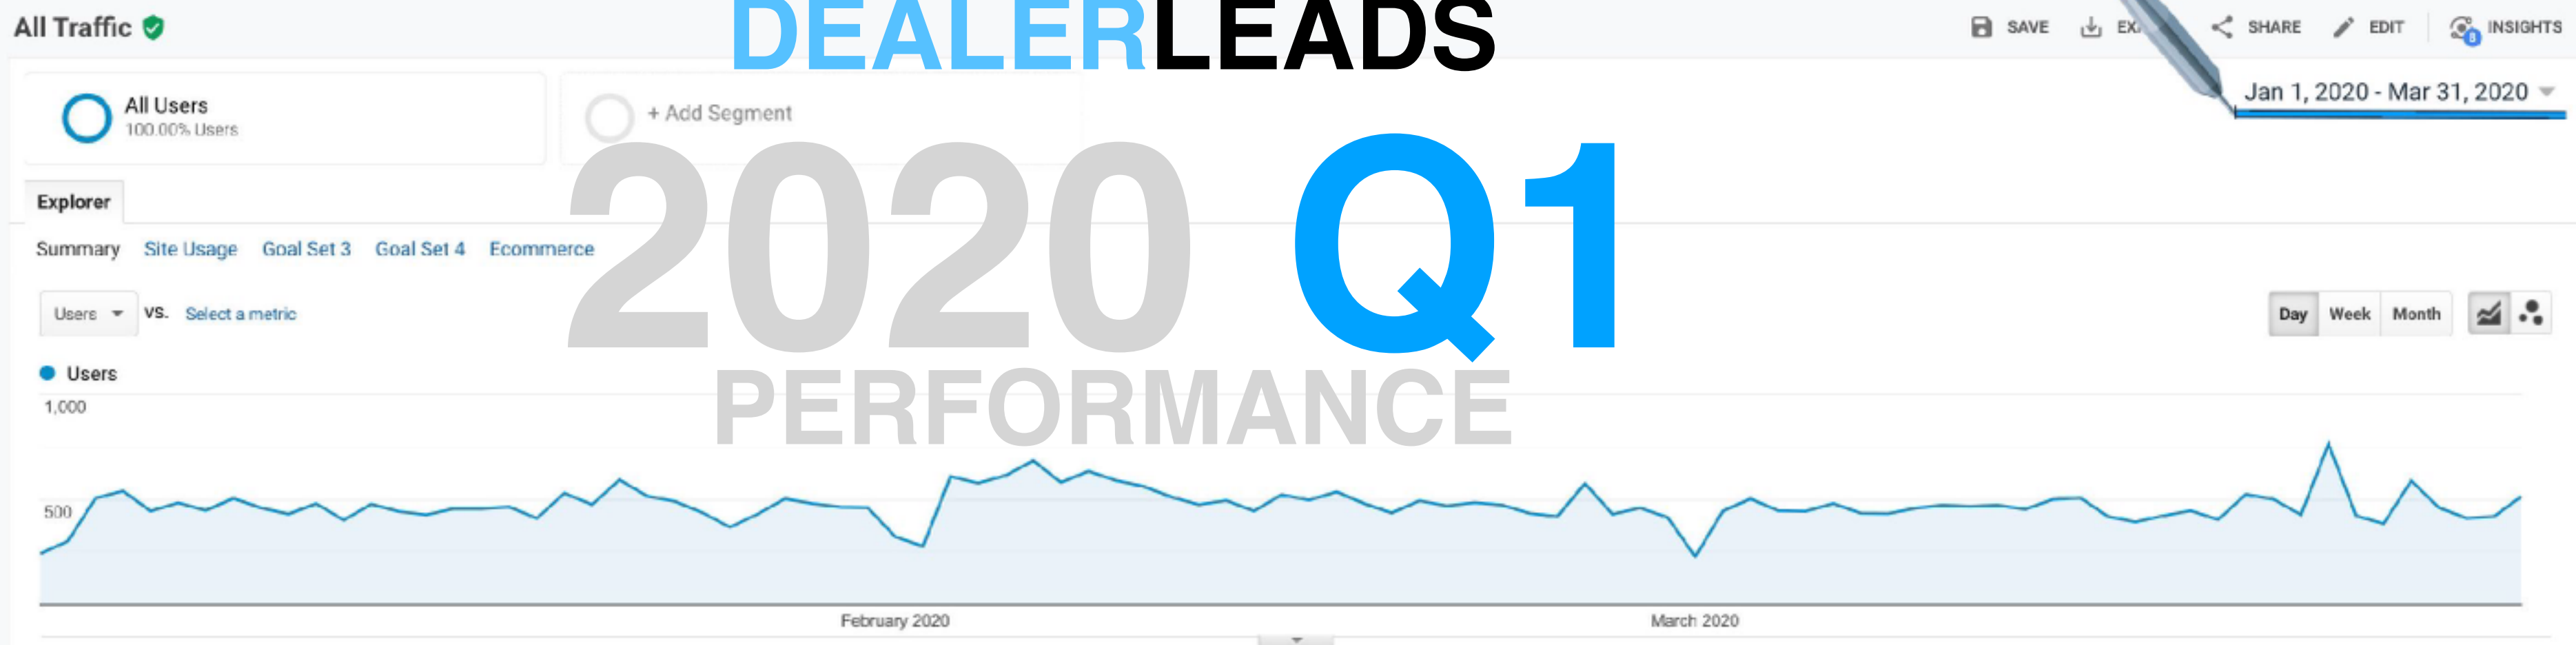 All Traffic
DEALERLEADS
SAVE
SHARE
EDIT
INSIGHTS
All Users
100.00% Users
+ Add Segment
Jan 1, 2020 - Mar 31, 2020
2020 Q1
Explorer
Summary Site Usage Goal Set 3 Goal Set 4 Ecommerce
Users VS. Select a metric
Day Week Month
PERFORMANCE
Users
1,000
500
February 2020
March 2020